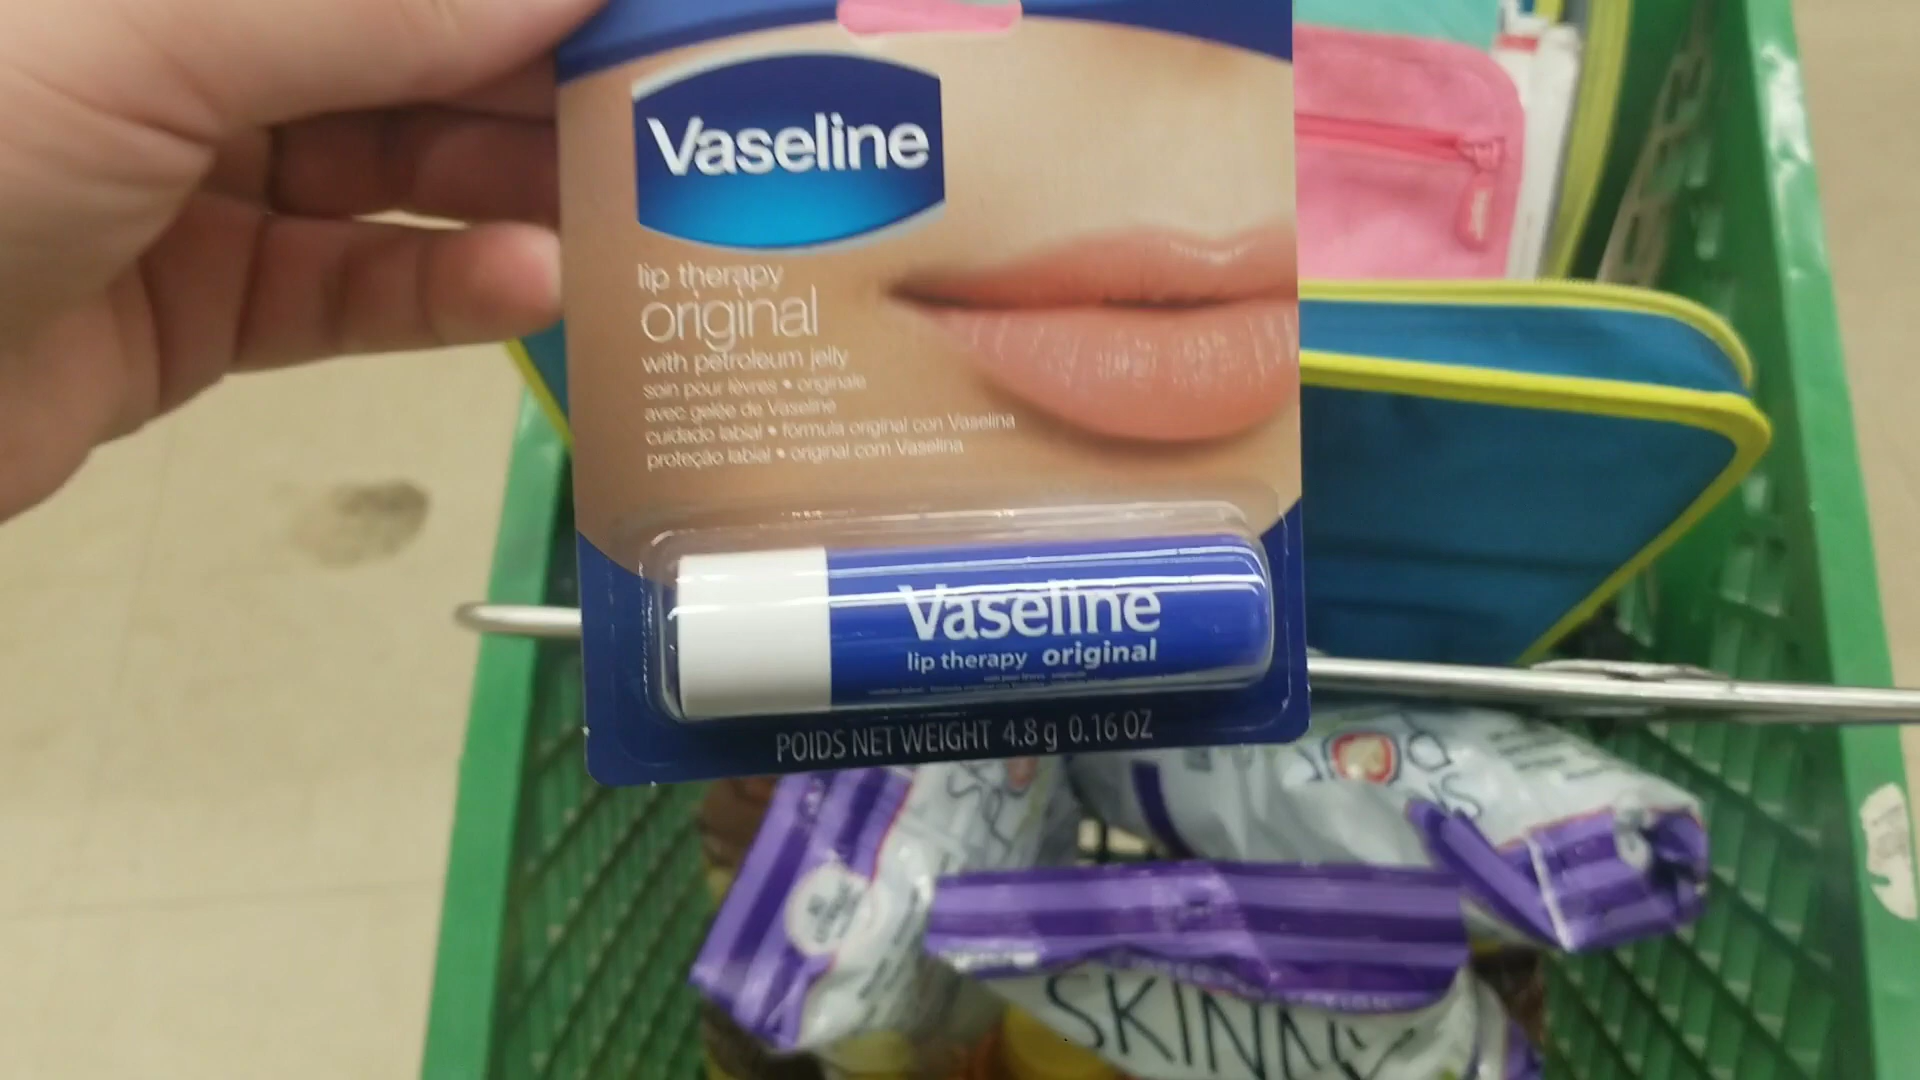 Vaseline
lip therapy
original
with petroleum jelly
soin pour lèvres • originale
avec gelée de Vaseline
cuidado labial • fórmula original con Vaselina
proteção labial • original com Vaselina
Vaseline
lip therapy original
POIDS NET WEIGHT 4.8 g 0.16 OZ
SKINNY